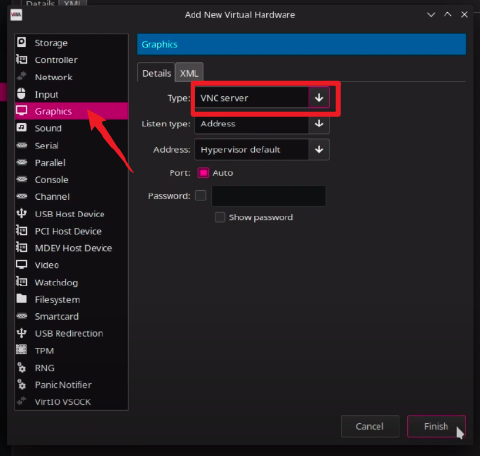 Details XML
Add New Virtual Hardware
Storage
Controller
Network
Input
Graphics
Sound
Serial
Parallel
Console
Channel
USB Host Device
PCI Host Device
MDEV Host Device
Video
Watchdog
Filesystem
Smartcard
USB Redirection
TPM
RNG
Panic Notifier
VirtIO VSOCK
Graphics
Details XML
Type: VNC server
Listen type: Address
Address: Hypervisor default
Port: Auto
Password:
Show password
Cancel Finish